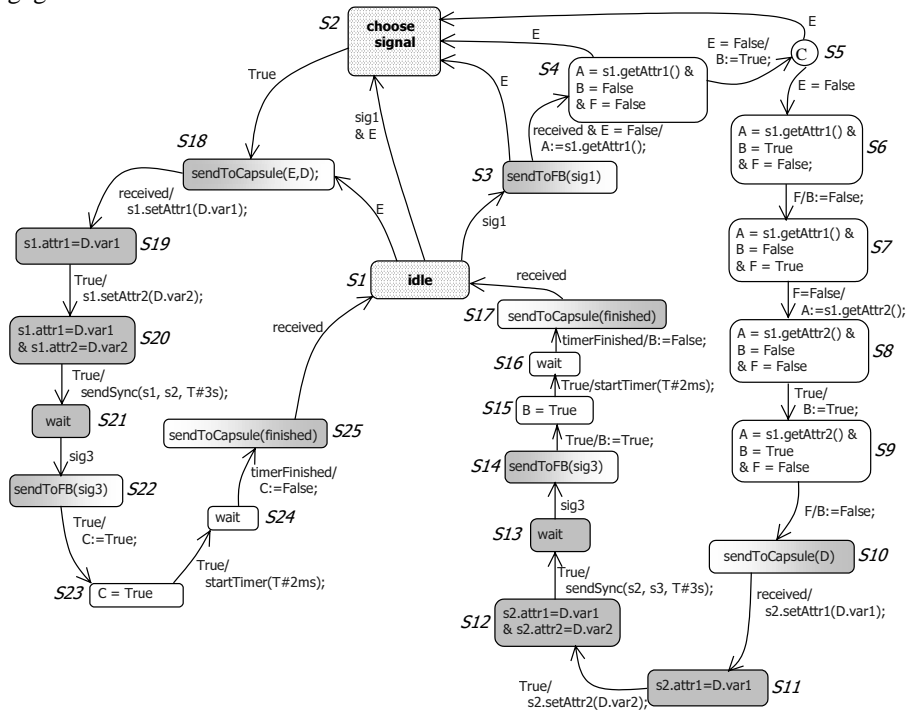 S2
choose
signal
E
E
E
True
sig1
& E
S4
A = s1.getAttr1() &
B = False
& F = False
E = False/
B:=True;
C
S5
E = False
received & E = False/
A:=s1.getAttr1();
S3
sendToFB(sig1)
sig1
A = s1.getAttr1() &
B = True
& F = False;
S6
F/B:=False;
A = s1.getAttr1() &
B = False
& F = True
S7
F=False/
A:=s1.getAttr2();
A = s1.getAttr2() &
B = False
& F = False
S8
True/
B:=True;
A = s1.getAttr2() &
B = True
& F = False
S9
F/B:=False;
sendToCapsule(D)
S10
received/
s2.setAttr1(D.var1);
s2.attr1=D.var1
S11
True/
s2.setAttr2(D.var2);
S12
s2.attr1=D.var1
& s2.attr2=D.var2
True/
sendSync(s2, s3, T#3s);
S13
wait
sig3
S14
sendToFB(sig3)
True/B:=True;
S15
B = True
True/startTimer(T#2ms);
S16
wait
timerFinished/B:=False;
S17
sendToCapsule(finished)
received
S1
idle
E
S18
sendToCapsule(E,D);
received/
s1.setAttr1(D.var1);
s1.attr1=D.var1
S19
True/
s1.setAttr2(D.var2);
s1.attr1=D.var1
& s1.attr2=D.var2
S20
True/
sendSync(s1, s2, T#3s);
wait
S21
sig3
sendToFB(sig3)
S22
True/
C:=True;
S23
C = True
True/
startTimer(T#2ms);
wait
S24
timerFinished/
C:=False;
sendToCapsule(finished)
S25
received